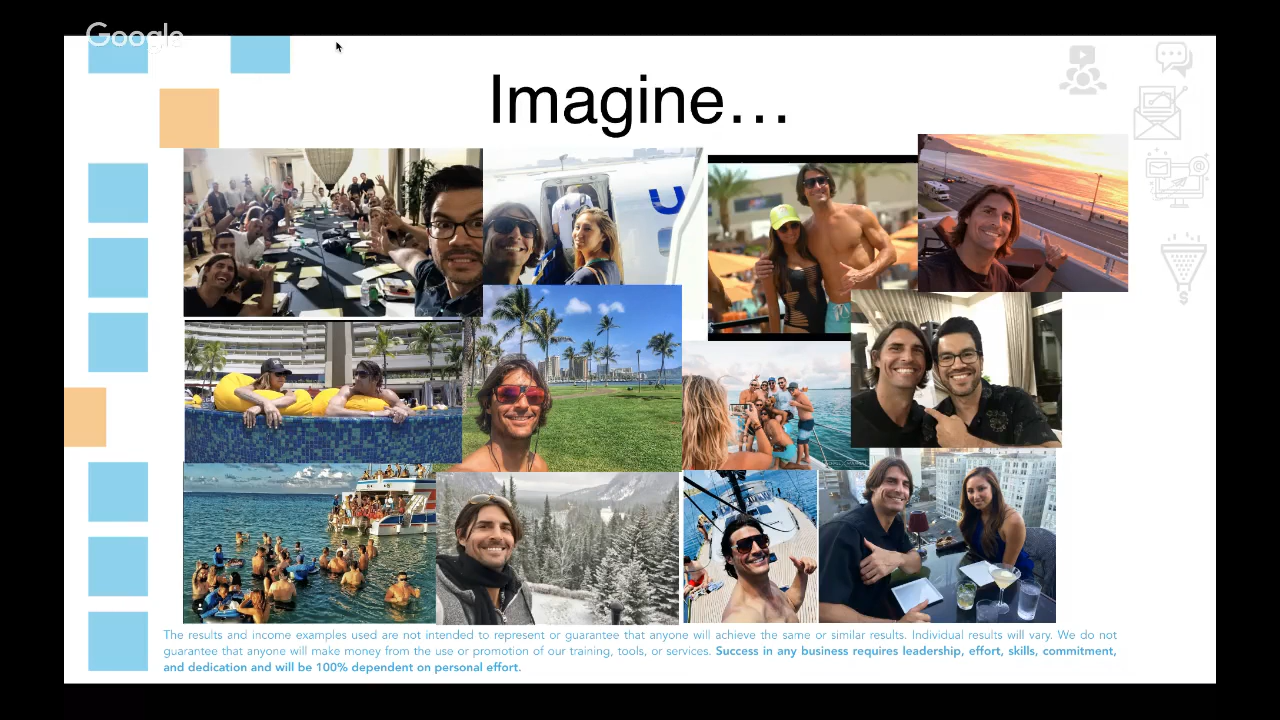 Google
Imagine...
U
The results and income examples used are not intended to represent or guarantee that anyone will achieve the same or similar results. Individual results will vary. We do not
guarantee that anyone will make money from the use or promotion of our training, tools, or services. Success in any business requires leadership, effort, skills, commitment,
and dedication and will be 100% dependent on personal effort.